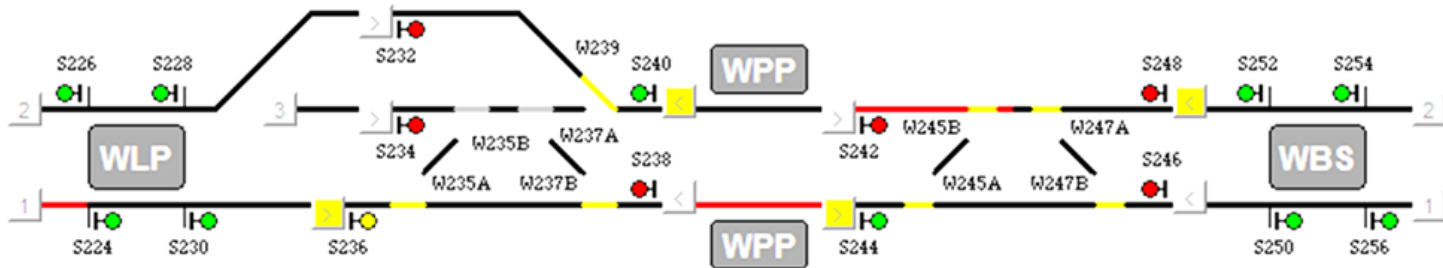 W239
S226 S228 S232 S240 WPP S248 S252 S254
2 3 2
S234 W235B W237A S242 W245B W247A
WLP S238 S246 WBS
W235A W237B W245A W247B
1 1
S224 S230 S236 WPP S244 S250 S256